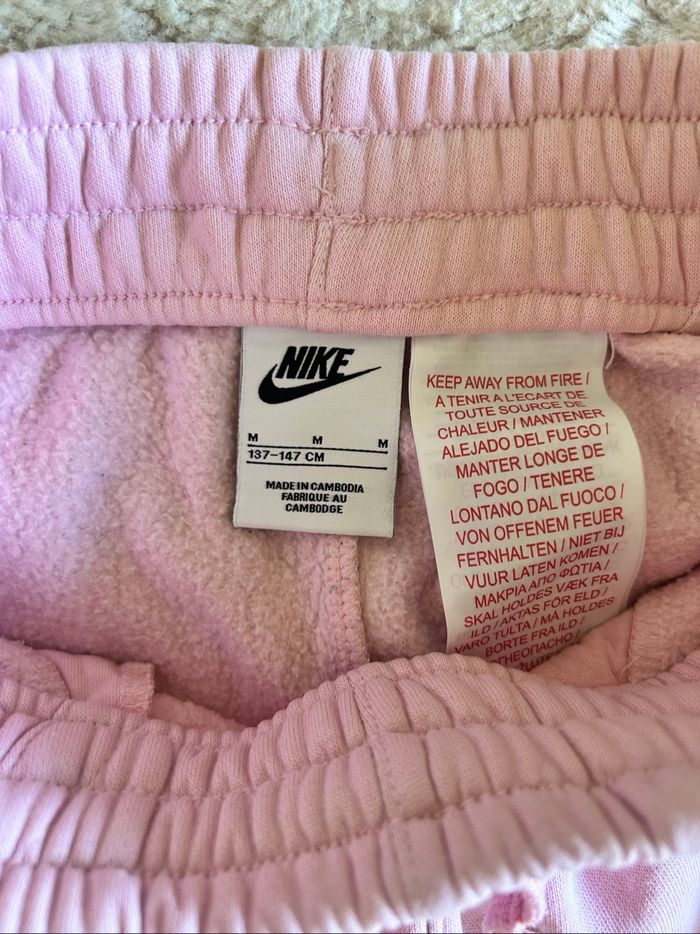 NIKE
M M M
137-147 CM
MADE IN CAMBODIA
FABRIQUE AU
CAMBODGE
KEEP AWAY FROM FIRE /
A TENIR A L'ECART DE
TOUTE SOURCE DE
CHALEUR / MANTENER
ALEJADO DEL FUEGO /
MANTER LONGE DE
FOGO / TENERE
LONTANO DAL FUOCO /
VON OFFENEM FEUER
FERNHALTEN / NIET BIJ
VUUR LATEN KOMEN /
ΜΑΚΡΙΑ ΑΠΟ ΦΩΤΙΑ /
SKAL HOLDES VÆK FRA
ILD / AKTAS FÖR ELD /
VARO TULTA / MÅ HOLDES
BORTE FRA ILD /